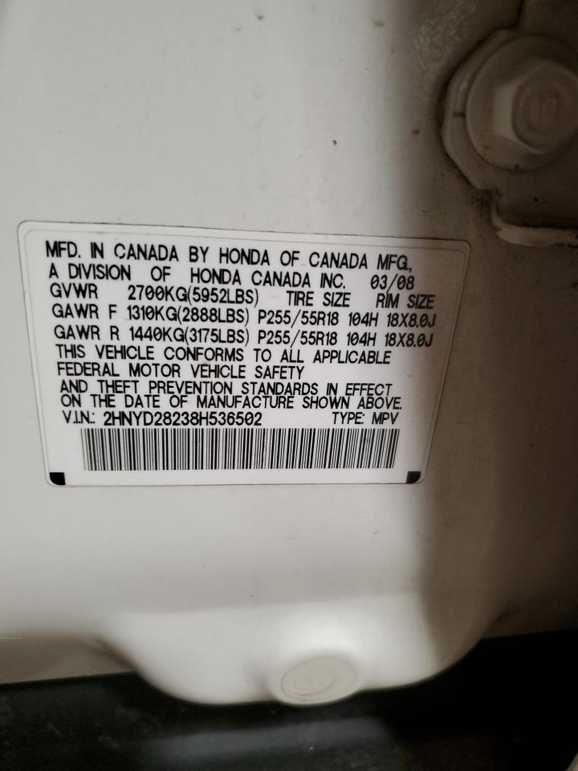 MFD. IN CANADA BY HONDA OF CANADA MFG.,
A DIVISION OF HONDA CANADA INC. 03/08
GVWR 2700KG(5952LBS) TIRE SIZE RIM SIZE
GAWR F 1310KG(2888LBS) P255/55R18 104H 18X8.0J
GAWR R 1440KG(3175LBS) P255/55R18 104H 18X8.0J
THIS VEHICLE CONFORMS TO ALL APPLICABLE
FEDERAL MOTOR VEHICLE SAFETY
AND THEFT PREVENTION STANDARDS IN EFFECT
ON THE DATE OF MANUFACTURE SHOWN ABOVE.
V.I.N.: 2HNYD28238H536502 TYPE: MPV